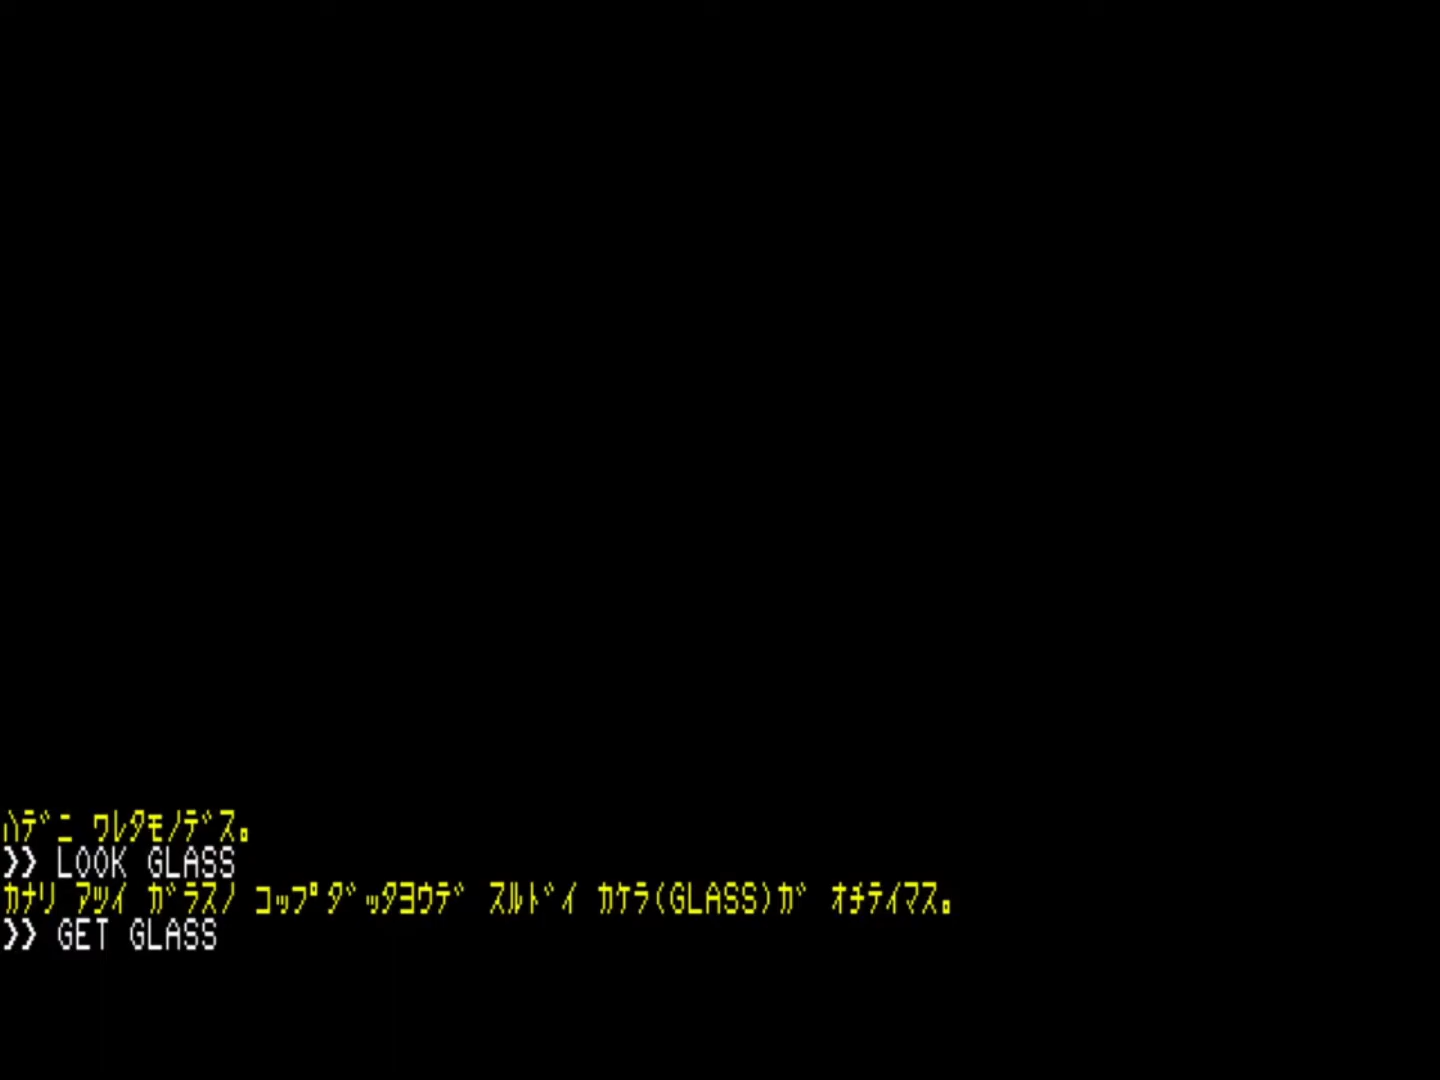 ﾊﾃﾞﾆ ﾜﾚﾀﾓﾉﾃﾞｽ｡
》 LOOK GLASS
ｶﾅﾘ ｱﾂｲ ｶﾞﾗｽﾉ ｺｯﾌﾟﾀﾞｯﾀﾖｳﾃﾞ ｽﾙﾄﾞｲ ｶｹﾗ(GLASS)ｶﾞ ｵﾁﾃｲﾏｽ｡
》 GET GLASS